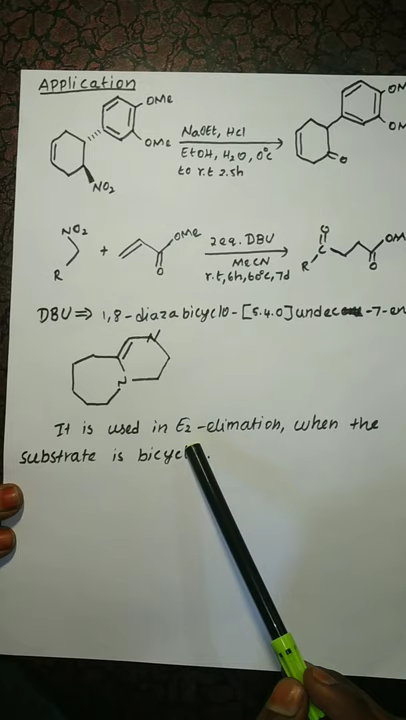 Application
OMe
OMe
NO2
NaOEt, HCl
EtOH, H2O, 0°c
to r.t 2.5h
O
NO2
R
+
OMe
O
2eq. DBU
MeCN
r.t, 6h, 60°c, 7d
O
C
R
O
DBU ⇒ 1,8-diazabicyclo-[5.4.0]undec -7-en
N
N
It is used in E2-elimation, when the
substrate is